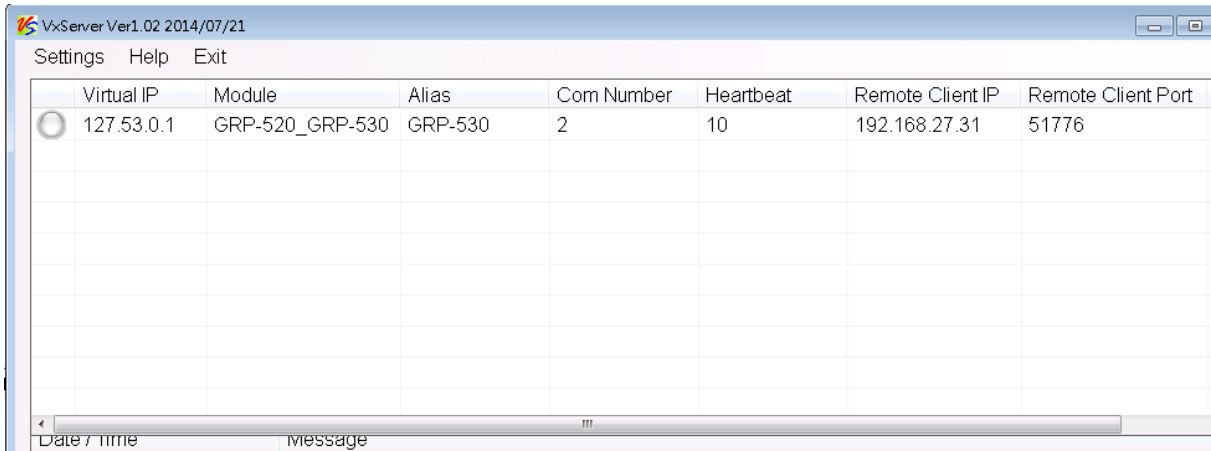 VxServer Ver1.02 2014/07/21
Settings Help Exit
Virtual IP Module Alias Com Number Heartbeat Remote Client IP Remote Client Port
127.53.0.1 GRP-520_GRP-530 GRP-530 2 10 192.168.27.31 51776
Date / Time Message